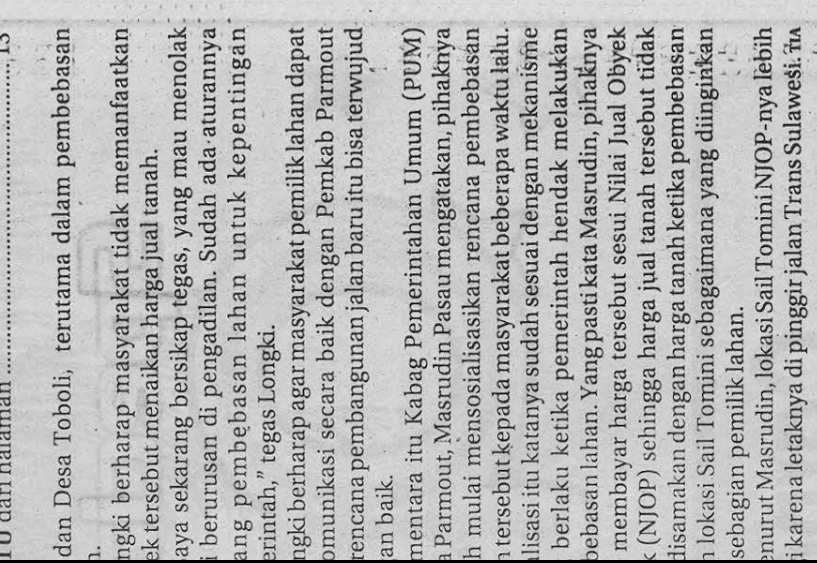 dari halaman ........................ 13
dan Desa Toboli, terutama dalam pembebasan
n.
ngki berharap masyarakat tidak memanfaatkan
ek tersebut menaikan harga jual tanah.
aya sekarang bersikap tegas, yang mau menolak
i berurusan di pengadilan. Sudah ada aturannya
ang pembebasan lahan untuk kepentingan
erintah,” tegas Longki.
ngki berharap agar masyarakat pemilik lahan dapat
omunikasi secara baik dengan Pemkab Parmout
rencana pembangunan jalan baru itu bisa terwujud
an baik.
mentara itu Kabag Pemerintahan Umum (PUM)
a Parmout, Masrudin Pasau mengatakan, pihaknya
h mulai mensosialisasikan rencana pembebasan
n tersebut kepada masyarakat beberapa waktu lalu.
lisasi itu katanya sudah sesuai dengan mekanisme
berlaku ketika pemerintah hendak melakukan
bebasan lahan. Yang pasti kata Masrudin, pihaknya
membayar harga tersebut sesui Nilai Jual Obyek
k (NJOP) sehingga harga jual tanah tersebut tidak
disamakan dengan harga tanah ketika pembebasan
n lokasi Sail Tomini sebagaimana yang diinginkan
sebagian pemilik lahan.
enurut Masrudin, lokasi Sail Tomini NJOP-nya lebih
i karena letaknya di pinggir jalan Trans Sulawesi. TIA